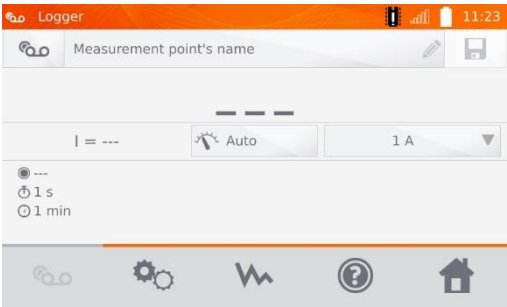 Logger 11:23
Measurement point's name
---
I = --- Auto 1 A
---
1 s
1 min